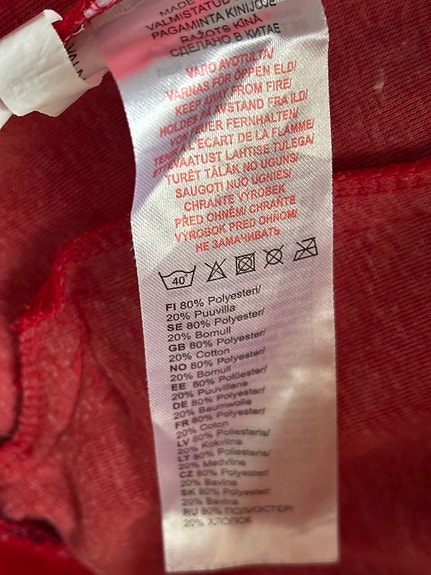 MADE
VALMISTATUD
PAGAMINTA KINIJOJE
RAŽOTS ĶĪNĀ
СДЕЛАНО В КИТАЕ
VARO AVOTULTA/
VARNAS FÖR ÖPPEN ELD/
KEEP AWAY FROM FIRE/
HOLDES PÅ AVSTAND FRA ILD/
VON FEUER FERNHALTEN/
TENIR À L'ÉCART DE LA FLAMME/
ETTEVAATUST LAHTISE TULEGA/
TURĒT TĀLĀK NO UGUNS/
SAUGOTI NUO UGNIES/
CHRAŇTE VÝROBEK
PŘED OHNĚM/ CHRÁŇTE
VÝROBOK PRED OHŇOM/
НЕ ЗАМАЧИВАТЬ
40°
FI 80% Polyesteri/
20% Puuvilla
SE 80% Polyester/
20% Bomull
GB 80% Polyester/
20% Cotton
NO 80% Polyester/
20% Bomull
EE 80% Polüester/
20% Puuvillane
DE 80% Polyester/
20% Baumwolle
FR 80% Polyester/
20% Coton
LV 80% Poliesteris/
20% Kokvilna
LT 80% Poliesteris/
20% Medvilnė
CZ 80% Polyester/
20% Bavlna
SK 80% Polyester/
20% Bavlna
RU 80% ПОЛИЭСТЕР/
20% ХЛОПОК